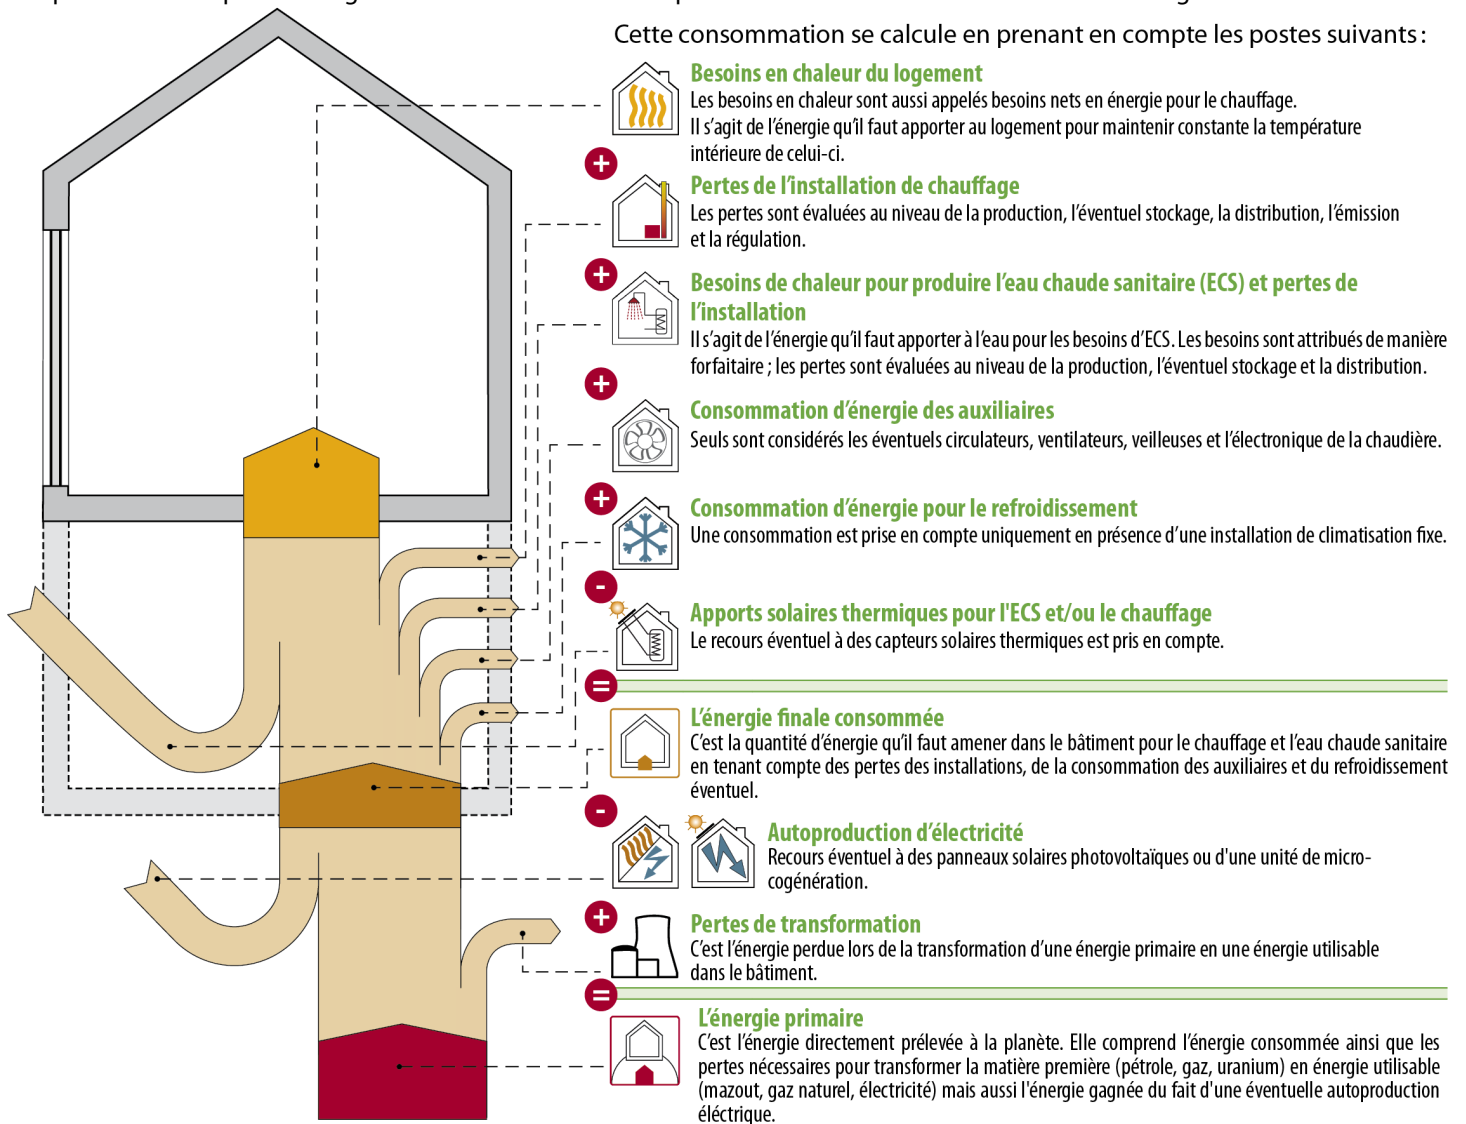 Cette consommation se calcule en prenant en compte les postes suivants :
Besoins en chaleur du logement
Les besoins en chaleur sont aussi appelés besoins nets en énergie pour le chauffage.
Il s'agit de l'énergie qu'il faut apporter au logement pour maintenir constante la température
intérieure de celui-ci.
+
Pertes de l'installation de chauffage
Les pertes sont évaluées au niveau de la production, l'éventuel stockage, la distribution, l'émission
et la régulation.
+
Besoins de chaleur pour produire l'eau chaude sanitaire (ECS) et pertes de
l'installation
Il s'agit de l'énergie qu'il faut apporter à l'eau pour les besoins d'ECS. Les besoins sont attribués de manière
forfaitaire ; les pertes sont évaluées au niveau de la production, l'éventuel stockage et la distribution.
+
Consommation d'énergie des auxiliaires
Seuls sont considérés les éventuels circulateurs, ventilateurs, veilleuses et l'électronique de la chaudière.
+
Consommation d'énergie pour le refroidissement
Une consommation est prise en compte uniquement en présence d'une installation de climatisation fixe.
-
Apports solaires thermiques pour l'ECS et/ou le chauffage
Le recours éventuel à des capteurs solaires thermiques est pris en compte.
=
L'énergie finale consommée
C'est la quantité d'énergie qu'il faut amener dans le bâtiment pour le chauffage et l'eau chaude sanitaire
en tenant compte des pertes des installations, de la consommation des auxiliaires et du refroidissement
éventuel.
-
Autoproduction d'électricité
Recours éventuel à des panneaux solaires photovoltaïques ou d'une unité de micro-
cogénération.
+
Pertes de transformation
C'est l'énergie perdue lors de la transformation d'une énergie primaire en une énergie utilisable
dans le bâtiment.
=
L'énergie primaire
C'est l'énergie directement prélevée à la planète. Elle comprend l'énergie consommée ainsi que les
pertes nécessaires pour transformer la matière première (pétrole, gaz, uranium) en énergie utilisable
(mazout, gaz naturel, électricité) mais aussi l'énergie gagnée du fait d'une éventuelle autoproduction
éléctrique.